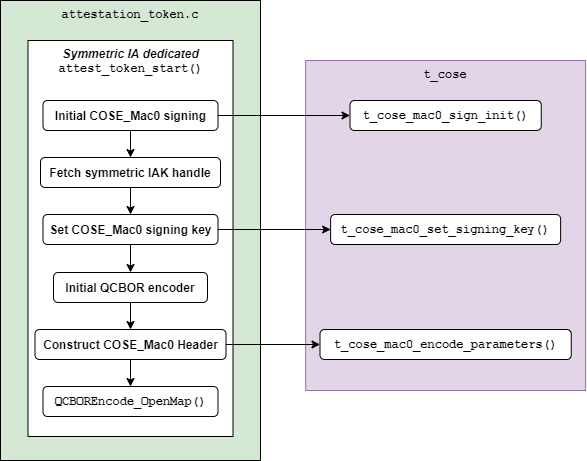 attestation_token.c
Symmetric IA dedicated
attest_token_start()
t_cose
Initial COSE_Mac0 signing
t_cose_mac0_sign_init()
Fetch symmetric IAK handle
Set COSE_Mac0 signing key
t_cose_mac0_set_signing_key()
Initial QCBOR encoder
Construct COSE_Mac0 Header
t_cose_mac0_encode_parameters()
QCBOREncode_OpenMap()